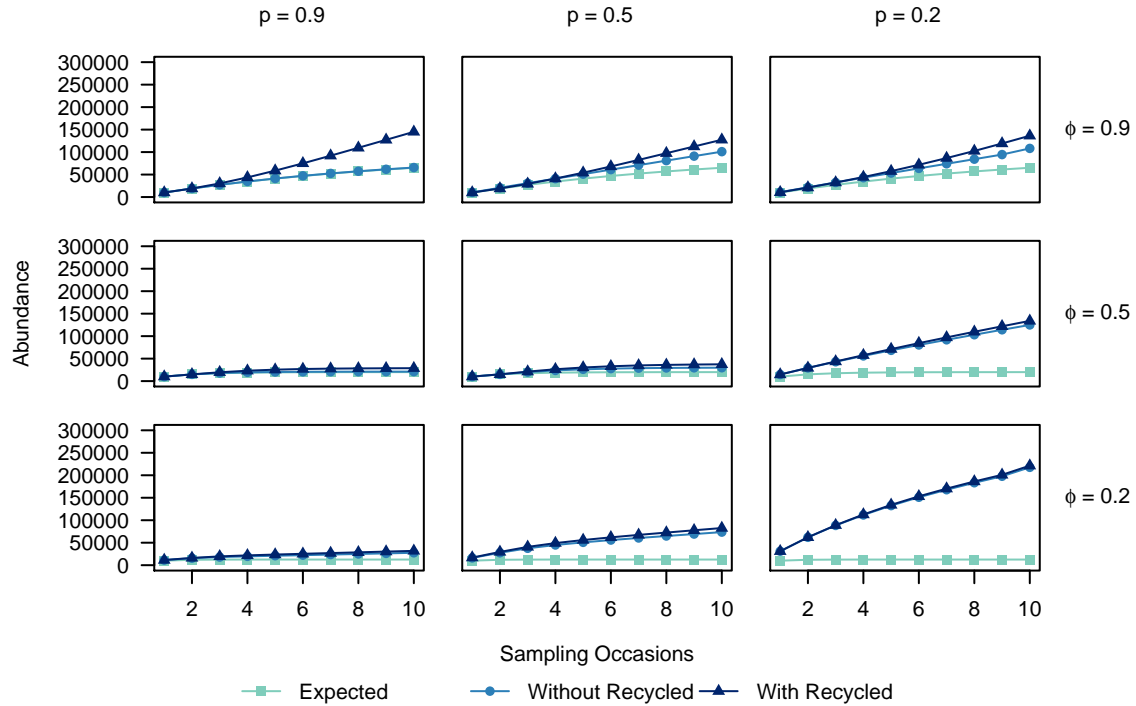 p = 0.9 p = 0.5 p = 0.2
300000
250000
200000
150000
100000
50000
0
ϕ = 0.9
300000
250000
200000
150000
100000
50000
0
ϕ = 0.5
300000
250000
200000
150000
100000
50000
0
ϕ = 0.2
Abundance
2 4 6 8 10 2 4 6 8 10 2 4 6 8 10
Sampling Occasions
Expected Without Recycled With Recycled